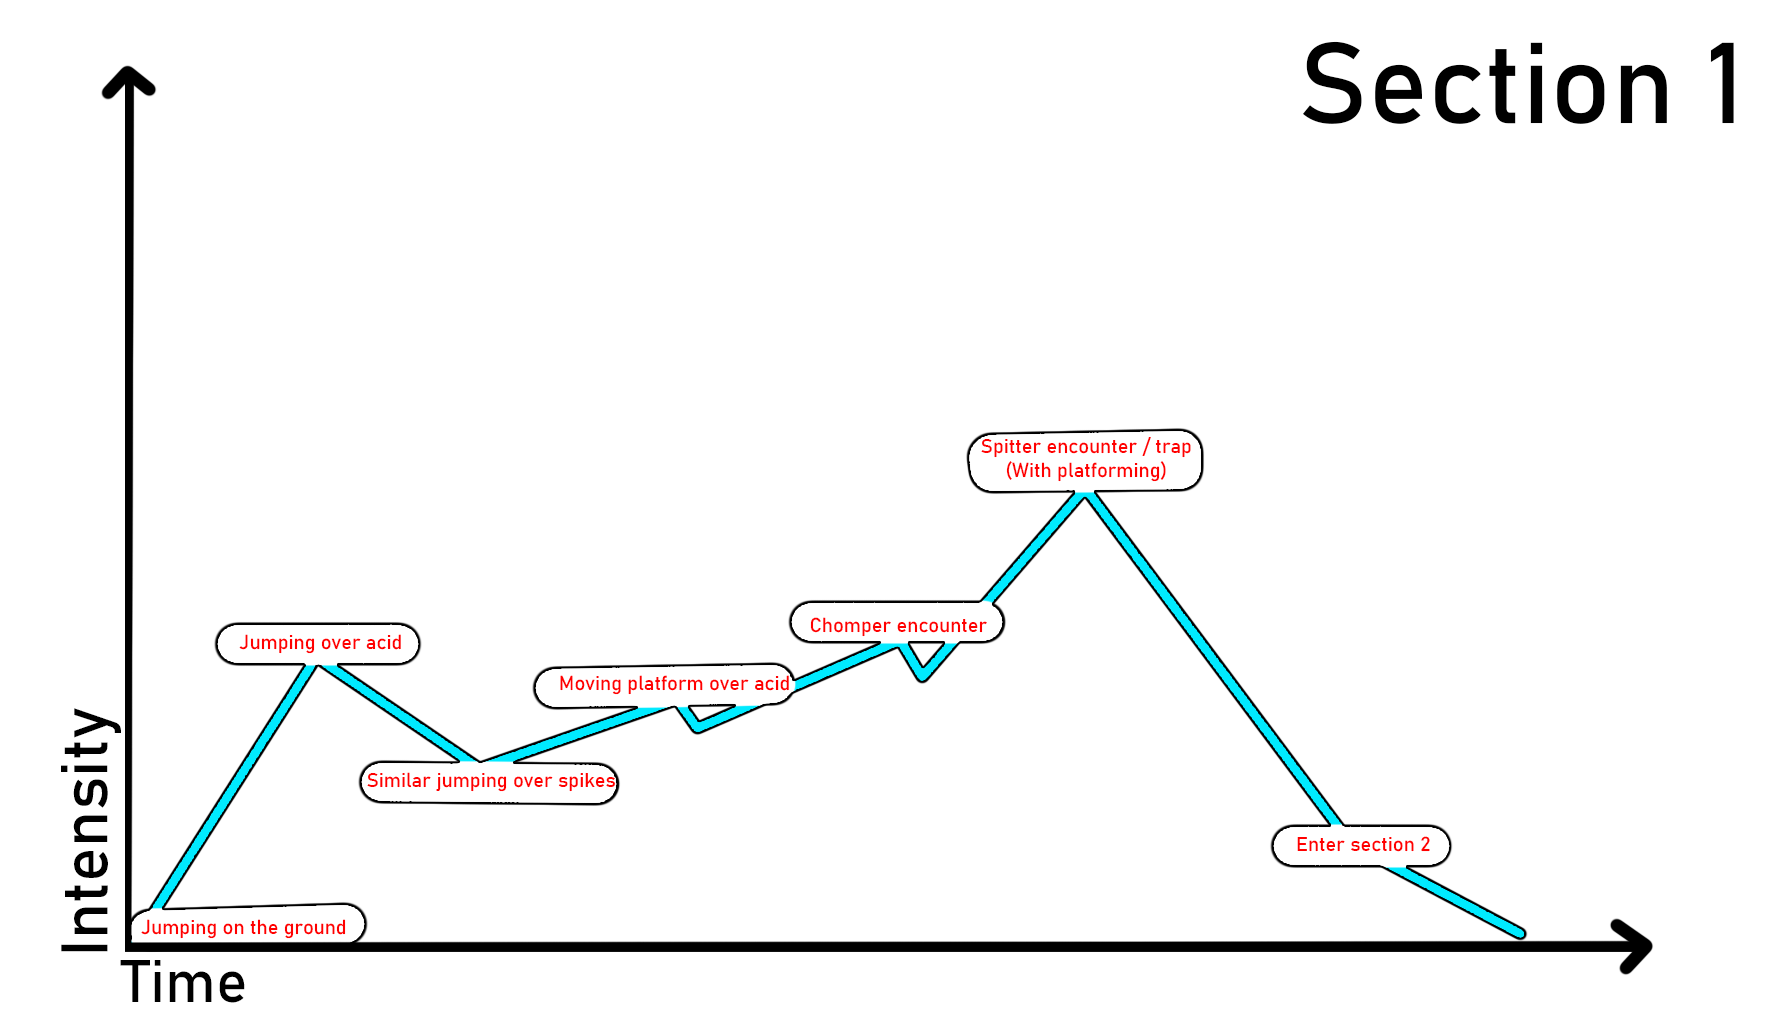 Section 1
Spitter encounter / trap
(With platforming)
Chomper encounter
Jumping over acid
Moving platform over acid
Similar jumping over spikes
Enter section 2
Jumping on the ground
Intensity
Time